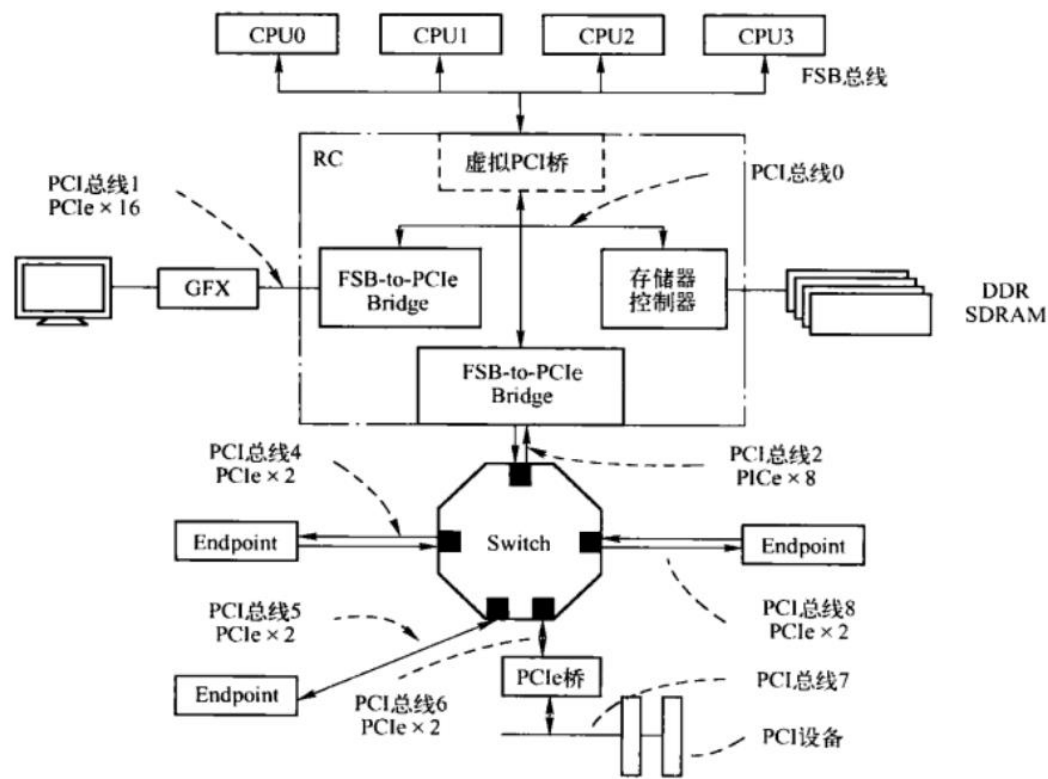 CPU0
CPU1
CPU2
CPU3
FSB总线
RC
虚拟PCI桥
PCI总线0
PCI总线1
PCIe × 16
GFX
FSB-to-PCIe
Bridge
存储器
控制器
DDR
SDRAM
FSB-to-PCIe
Bridge
PCI总线4
PCIe × 2
PCI总线2
PICe × 8
Endpoint
Switch
Endpoint
PCI总线5
PCIe × 2
PCI总线8
PCIe × 2
Endpoint
PCI总线6
PCIe × 2
PCIe桥
PCI总线7
PCI设备